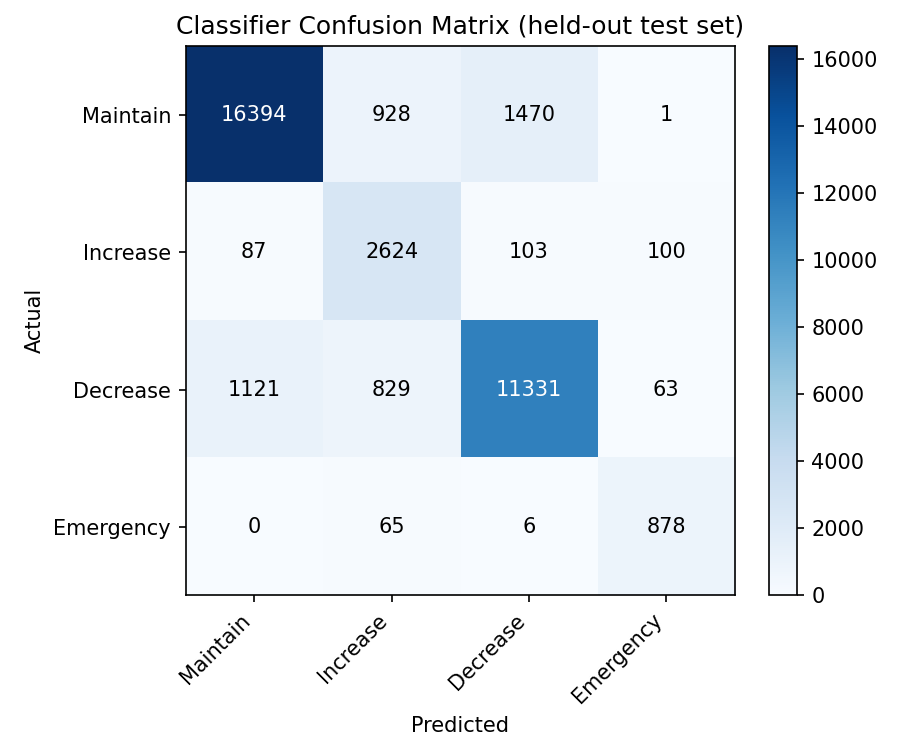 Classifier Confusion Matrix (held-out test set)
Maintain 16394 928 1470 1
Increase 87 2624 103 100
Decrease 1121 829 11331 63
Emergency 0 65 6 878
Maintain Increase Decrease Emergency
Predicted
Actual
16000
14000
12000
10000
8000
6000
4000
2000
0